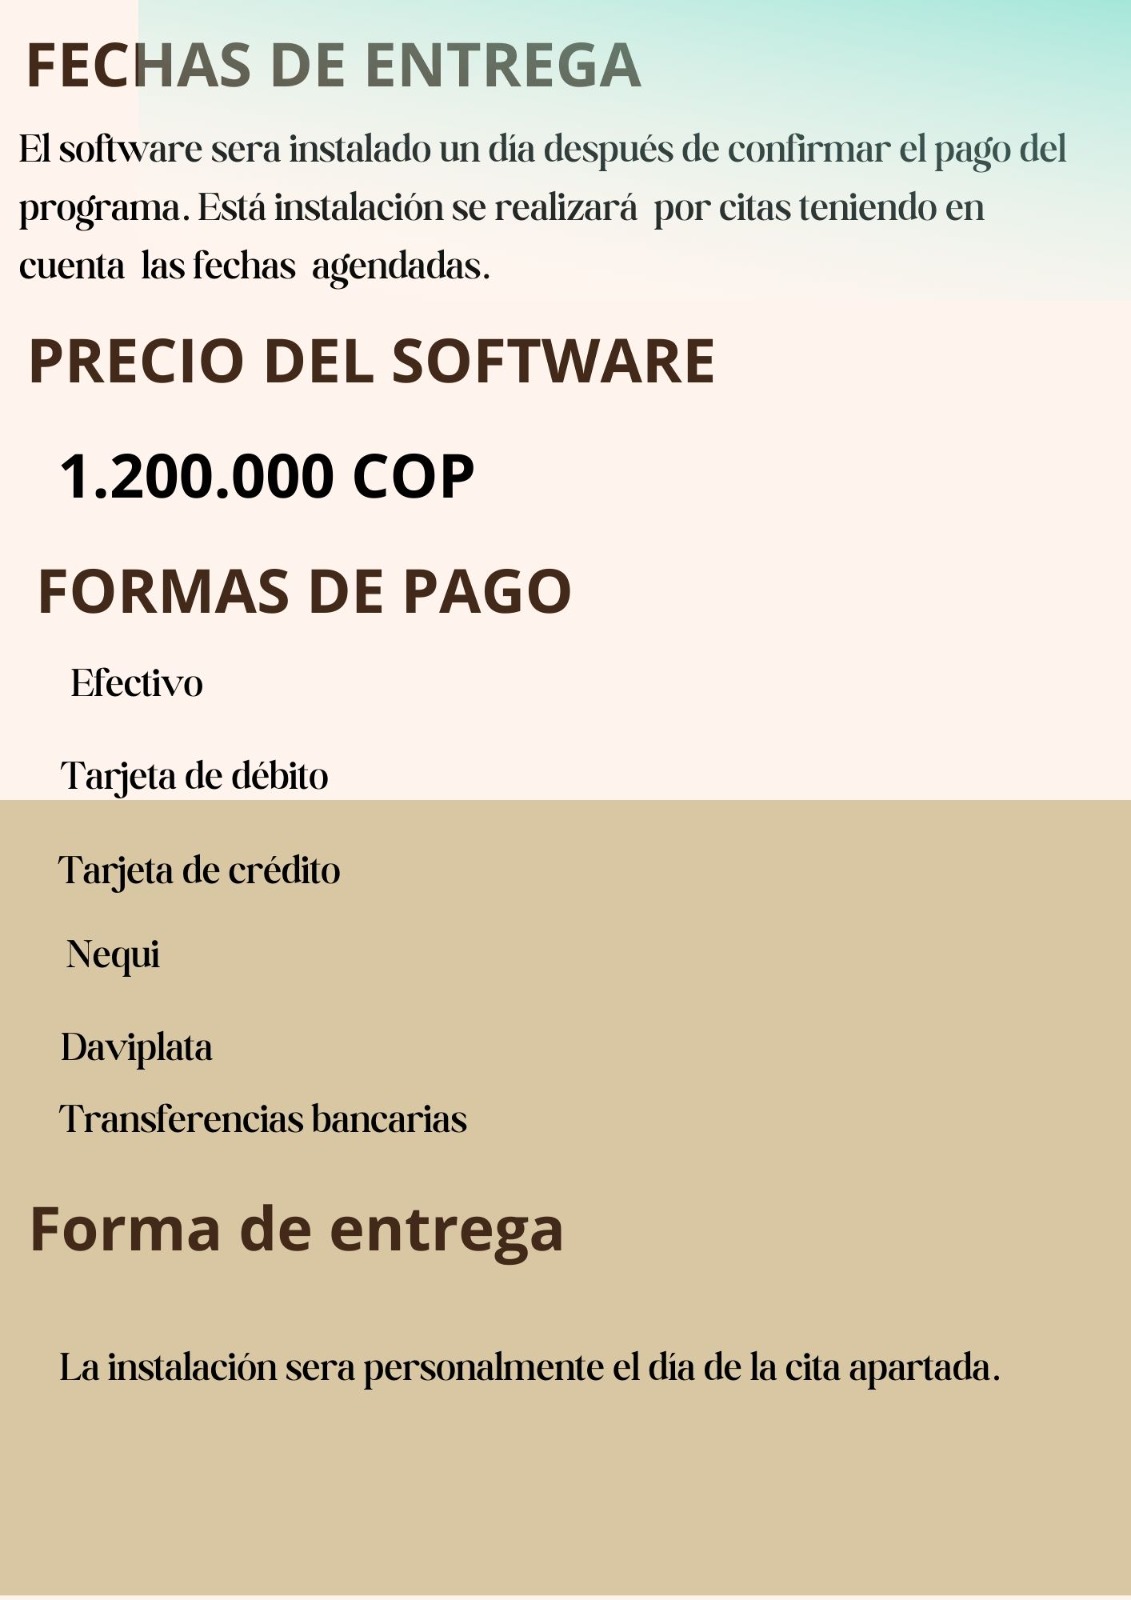 FECHAS DE ENTREGA
El software sera instalado un día después de confirmar el pago del
programa. Está instalación se realizará por citas teniendo en
cuenta las fechas agendadas.
PRECIO DEL SOFTWARE
1.200.000 COP
FORMAS DE PAGO
Efectivo
Tarjeta de débito
Tarjeta de crédito
Nequi
Daviplata
Transferencias bancarias
Forma de entrega
La instalación sera personalmente el día de la cita apartada.